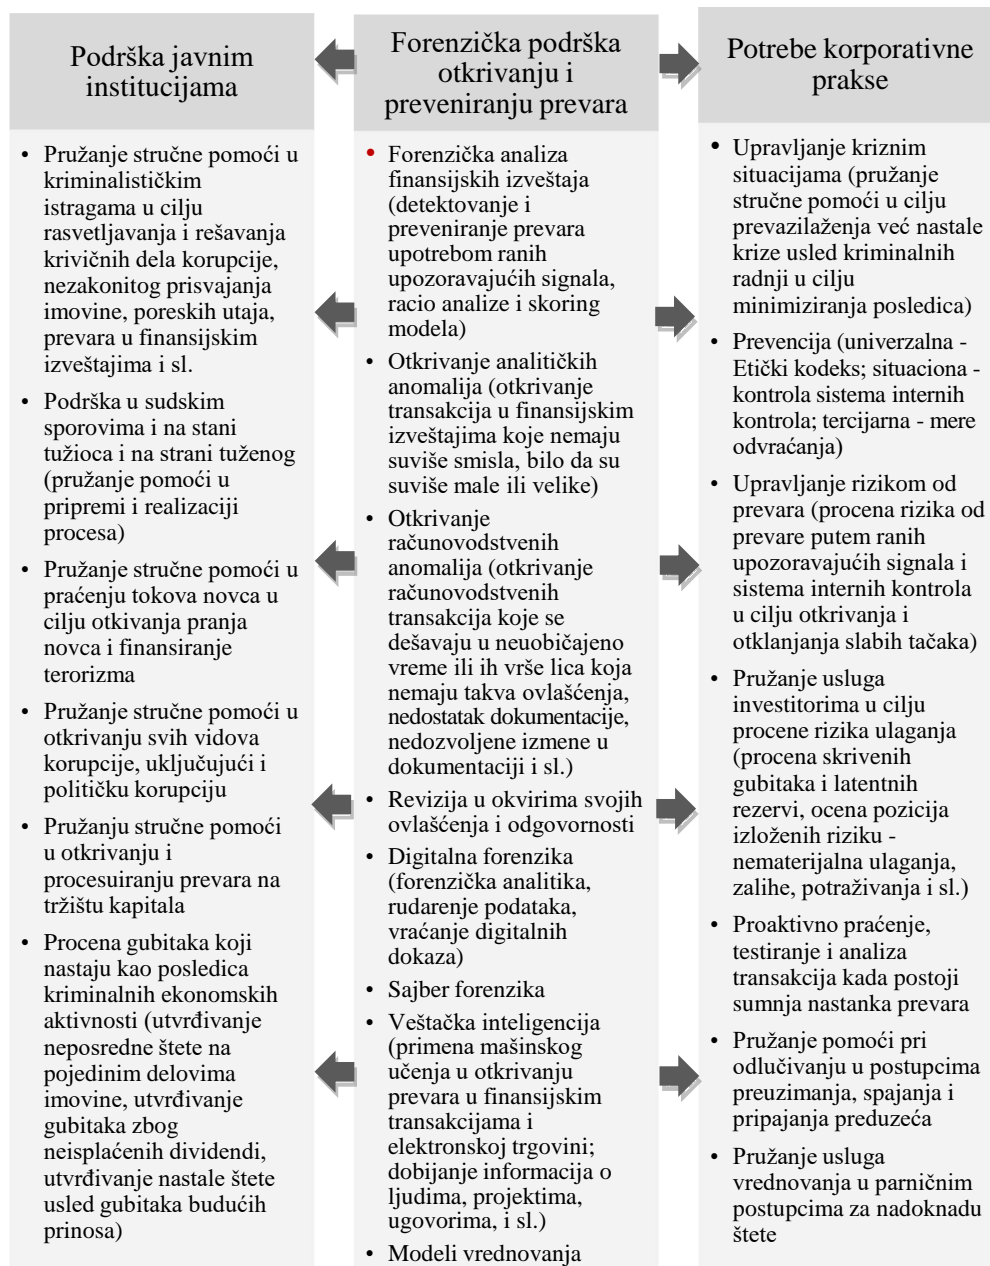 Podrška javnim
institucijama
• Pružanje stručne pomoći u
kriminalističkim
istragama u cilju
rasvetljavanja i rešavanja
krivičnih dela korupcije,
nezakonitog prisvajanja
imovine, poreskih utaja,
prevara u finansijskim
izveštajima i sl.
• Podrška u sudskim
sporovima i na stani
tužioca i na strani tuženog
(pružanje pomoći u
pripremi i realizaciji
procesa)
• Pružanje stručne pomoći u
praćenju tokova novca u
cilju otkivanja pranja
novca i finansiranje
terorizma
• Pružanje stručne pomoći u
otkrivanju svih vidova
korupcije, uključujući i
političku korupciju
• Pružanju stručne pomoći
u otkrivanju i
procesuiranju prevara na
tržištu kapitala
• Procena gubitaka koji
nastaju kao posledica
kriminalnih ekonomskih
aktivnosti (utvrđivanje
neposredne štete na
pojedinim delovima
imovine, utvrđivanje
gubitaka zbog
neisplaćenih dividendi,
utvrđivanje nastale štete
usled gubitaka budućih
prinosa)
Forenzička podrška
otkrivanju i
preveniranju prevara
• Forenzička analiza
finansijskih izveštaja
(detektovanje i
preveniranje prevara
upotrebom ranih
upozoravajućih signala,
racio analize i skoring
modela)
• Otkrivanje analitičkih
anomalija (otkrivanje
transakcija u finansijskim
izveštajima koje nemaju
suviše smisla, bilo da su
suviše male ili velike)
• Otkrivanje
računovodstvenih
anomalija (otkrivanje
računovodstvenih
transakcija koje se
dešavaju u neuobičajeno
vreme ili ih vrše lica koja
nemaju takva ovlašćenja,
nedostatak dokumentacije,
nedozvoljene izmene u
dokumentaciji i sl.)
• Revizija u okvirima svojih
ovlašćenja i odgovornosti
• Digitalna forenzika
(forenzička analitika,
rudarenje podataka,
vraćanje digitalnih
dokaza)
• Sajber forenzika
• Veštačka inteligencija
(primena mašinskog
učenja u otkrivanju
prevara u finansijskim
transakcijama i
elektronskoj trgovini;
dobijanje informacija o
ljudima, projektima,
ugovorima, i sl.)
• Modeli vrednovanja
Potrebe korporativne
prakse
• Upravljanje kriznim
situacijama (pružanje
stručne pomoći u cilju
prevazilaženja već nastale
krize usled kriminalnih
radnji u cilju
minimiziranja posledica)
• Prevencija (univerzalna -
Etički kodeks; situaciona -
kontrola sistema internih
kontrola; tercijarna - mere
odvraćanja)
• Upravljanje rizikom od
prevara (procena rizika od
prevare putem ranih
upozoravajućih signala i
sistema internih kontrola
u cilju otkrivanja i
otklanjanja slabih tačaka)
• Pružanje usluga
investitorima u cilju
procene rizika ulaganja
(procena skrivenih
gubitaka i latentnih
rezervi, ocena pozicija
izloženih riziku -
nematerijalna ulaganja,
zalihe, potraživanja i sl.)
• Proaktivno praćenje,
testiranje i analiza
transakcija kada postoji
sumnja nastanka prevara
• Pružanje pomoći pri
odlučivanju u postupcima
preuzimanja, spajanja i
pripajanja preduzeća
• Pružanje usluga
vrednovanja u parničnim
postupcima za nadoknadu
štete